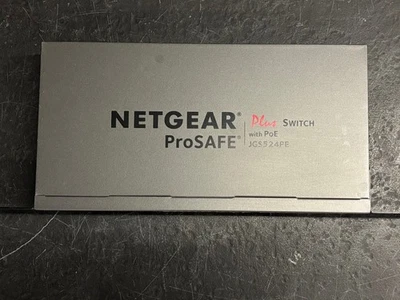 NETGEAR® Plus SWITCH
ProSAFE® with PoE
JGS524PE